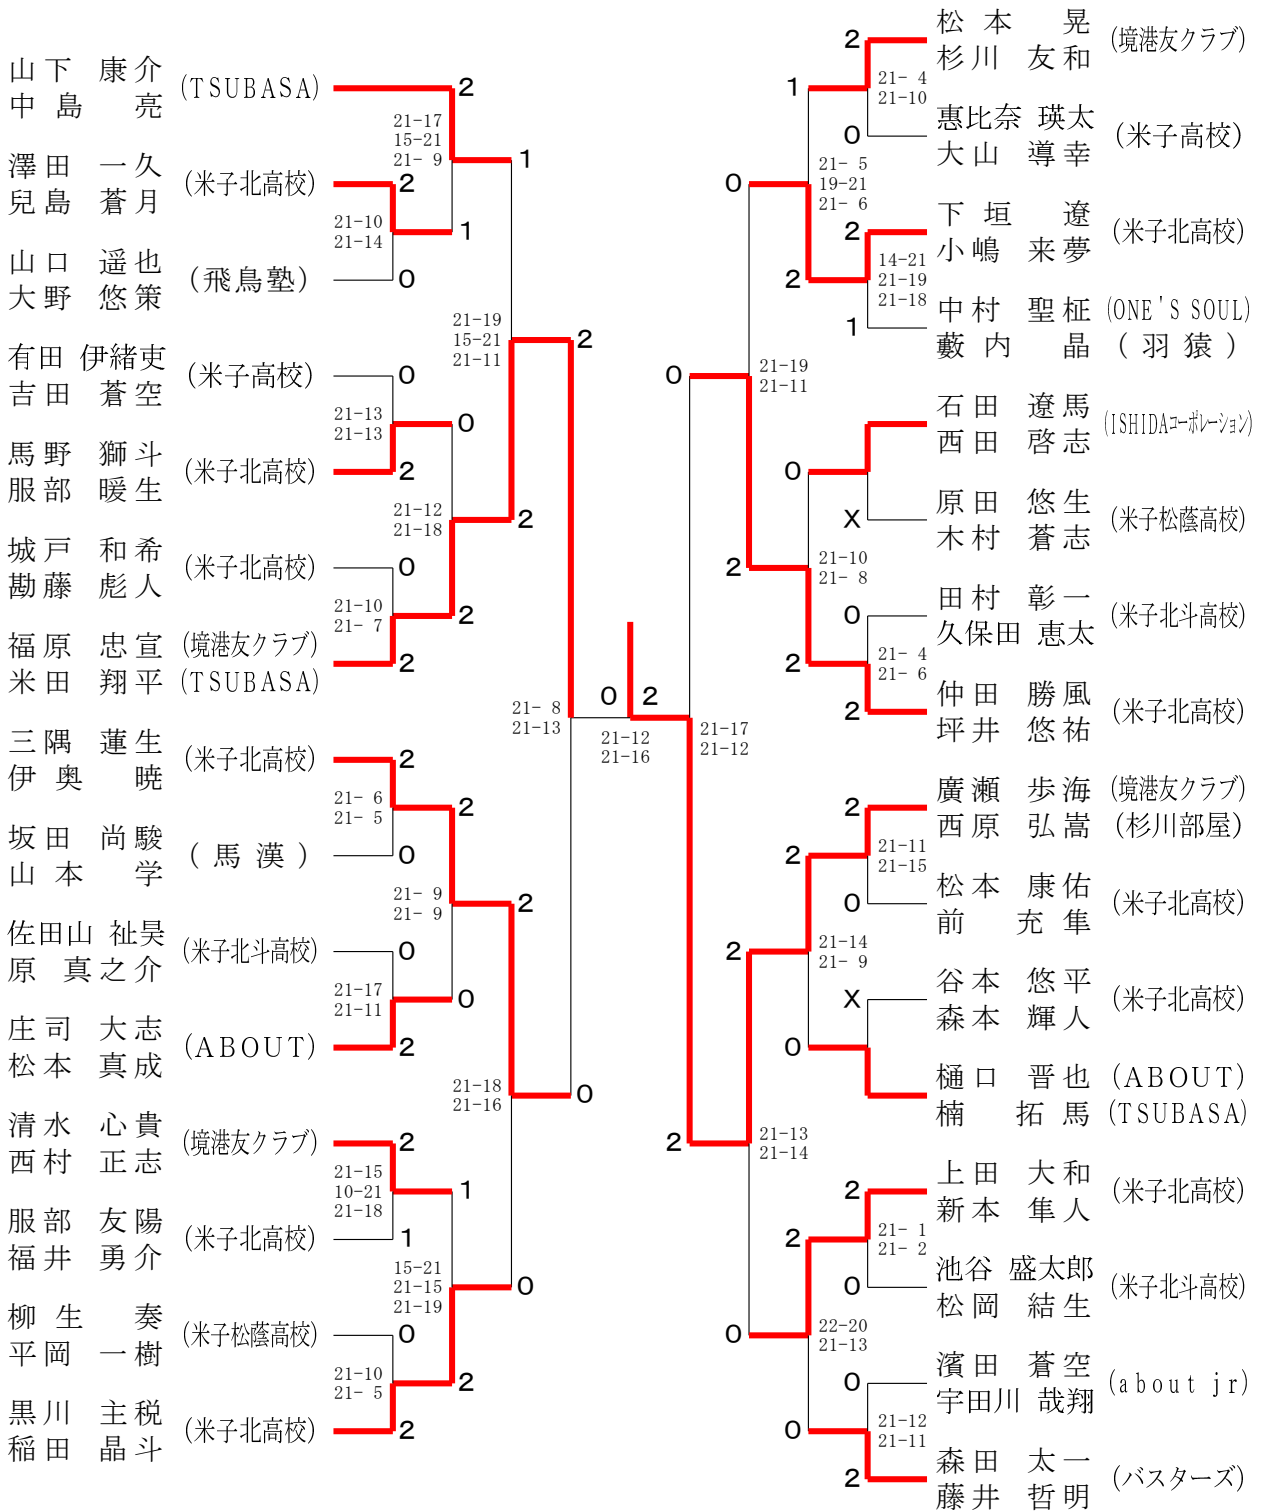 山下 康介 (TSUBASA)
中島 亮
2
21-17
15-21
21- 9
1
澤田 一久 (米子北高校)
兒島 蒼月
2
21-10
21-14
1
山口 遥也 (飛鳥塾)
大野 悠策
0
21-19
15-21
21-11
2
有田 伊緒吏 (米子高校)
吉田 蒼空
0
21-13
21-13
0
馬野 獅斗 (米子北高校)
服部 暖生
2
21-12
21-18
2
城戸 和希 (米子北高校)
勘藤 彪人
0
21-10
21- 7
2
福原 忠宣 (境港友クラブ)
米田 翔平 (TSUBASA)
2
21- 8
21-13
三隅 蓮生 (米子北高校)
伊奥 暁
2
21- 6
21- 5
2
坂田 尚駿 (馬漢)
山本 学
0
21- 9
21- 9
2
佐田山 祉昊 (米子北斗高校)
原 真之介
0
21-17
21-11
0
庄司 大志 (ABOUT)
松本 真成
2
21-18
21-16
0
清水 心貴 (境港友クラブ)
西村 正志
2
21-15
10-21
21-18
1
服部 友陽 (米子北高校)
福井 勇介
1
15-21
21-15
21-19
0
柳生 奏 (米子松蔭高校)
平岡 一樹
0
21-10
21- 5
2
黒川 主税 (米子北高校)
稲田 晶斗
2
0 2
21-12
21-16
松本 晃 (境港友クラブ)
杉川 友和
2
21- 4
21-10
1
惠比奈 瑛太 (米子高校)
大山 導幸
0
21- 5
19-21
21- 6
0
下垣 遼 (米子北高校)
小嶋 来夢
2
14-21
21-19
21-18
2
中村 聖柾 (ONE'S SOUL)
藪内 晶 (羽猿)
1
21-19
21-11
0
石田 遼馬 (ISHIDAコーポレーション)
西田 啓志
0
原田 悠生 (米子松蔭高校)
木村 蒼志
X
21-10
21- 8
2
田村 彰一 (米子北斗高校)
久保田 恵太
0
21- 4
21- 6
2
仲田 勝風 (米子北高校)
坪井 悠祐
2
21-17
21-12
廣瀬 歩海 (境港友クラブ)
西原 弘嵩 (杉川部屋)
2
21-11
21-15
2
松本 康佑 (米子北高校)
前 充隼
0
21-14
21- 9
2
谷本 悠平 (米子北高校)
森本 輝人
X
0
樋口 晋也 (ABOUT)
楠 拓馬 (TSUBASA)
21-13
21-14
2
上田 大和 (米子北高校)
新本 隼人
2
21- 1
21- 2
2
池谷 盛太郎 (米子北斗高校)
松岡 結生
0
22-20
21-13
0
濱田 蒼空 (about jr)
宇田川 哉翔
0
21-12
21-11
0
森田 太一 (バスターズ)
藤井 哲明
2